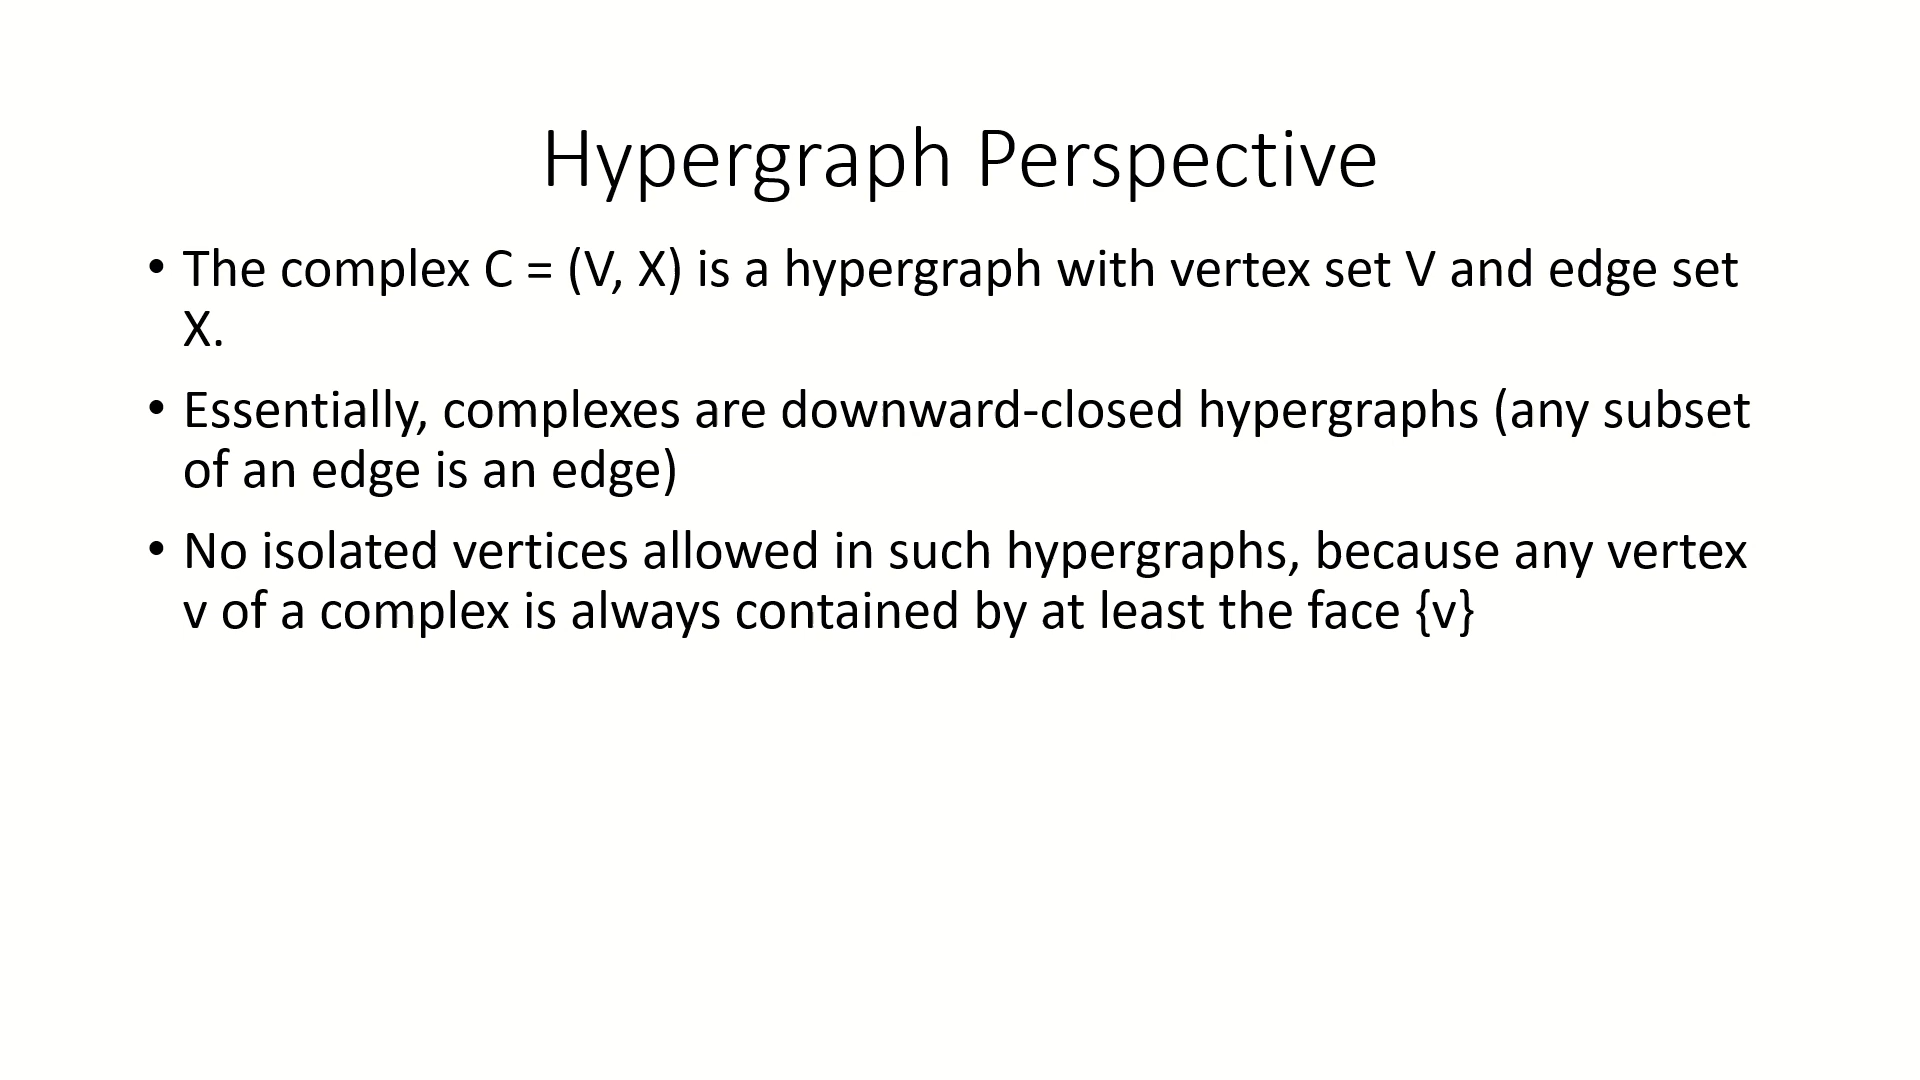 Hypergraph Perspective
• The complex C = (V, X) is a hypergraph with vertex set V and edge set
X.
• Essentially, complexes are downward-closed hypergraphs (any subset
of an edge is an edge)
• No isolated vertices allowed in such hypergraphs, because any vertex
v of a complex is always contained by at least the face {v}